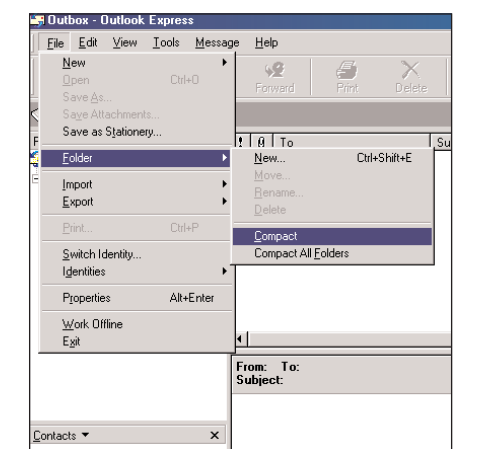 Outbox - Outlook Express
File Edit View Tools Message Help
Forward Print Delete
New
Open Ctrl+O
Save As...
Save Attachments...
Save as Stationery...
Folder
Import
Export
Print... Ctrl+P
Switch Identity...
Identities
Properties Alt+Enter
Work Offline
Exit
! To Su
New... Ctrl+Shift+E
Move...
Rename...
Delete
Compact
Compact All Folders
From: To:
Subject:
Contacts